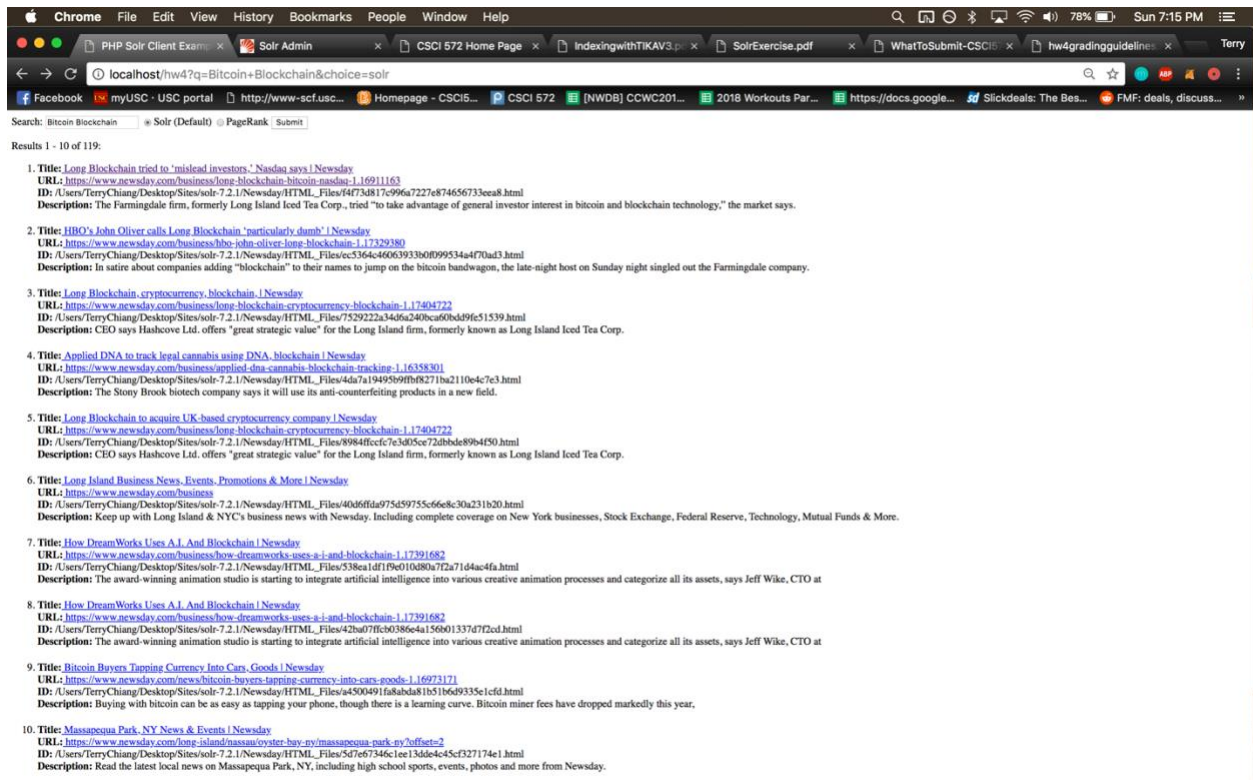 Chrome File Edit View History Bookmarks People Window Help 78% Sun 7:15 PM
PHP Solr Client Examp × Solr Admin × CSCI 572 Home Page × IndexingwithTIKAV3.p × SolrExercise.pdf × WhatToSubmit-CSCI5 × hw4gradingguidelines. × Terry
localhost/hw4?q=Bitcoin+Blockchain&choice=solr
Facebook myUSC · USC portal http://www-scf.usc... Homepage - CSCI5... CSCI 572 [NWDB] CCWC201... 2018 Workouts Par... https://docs.google... Slickdeals: The Bes... FMF: deals, discuss... »
Search: Bitcoin Blockchain Solr (Default) PageRank Submit
Results 1 - 10 of 119:
1. Title: Long Blockchain tried to ‘mislead investors,’ Nasdaq says | Newsday
URL: https://www.newsday.com/business/long-blockchain-bitcoin-nasdaq-1.16911163
ID: /Users/TerryChiang/Desktop/Sites/solr-7.2.1/Newsday/HTML_Files/f4f73d817c996a7227e874656733eea8.html
Description: The Farmingdale firm, formerly Long Island Iced Tea Corp., tried “to take advantage of general investor interest in bitcoin and blockchain technology,” the market says.
2. Title: HBO’s John Oliver calls Long Blockchain ‘particularly dumb’ | Newsday
URL: https://www.newsday.com/business/hbo-john-oliver-long-blockchain-1.17329380
ID: /Users/TerryChiang/Desktop/Sites/solr-7.2.1/Newsday/HTML_Files/ec5364c46063933b0f099534a4f70ad3.html
Description: In satire about companies adding “blockchain” to their names to jump on the bitcoin bandwagon, the late-night host on Sunday night singled out the Farmingdale company.
3. Title: Long Blockchain, cryptocurrency, blockchain, | Newsday
URL: https://www.newsday.com/business/long-blockchain-cryptocurrency-blockchain-1.17404722
ID: /Users/TerryChiang/Desktop/Sites/solr-7.2.1/Newsday/HTML_Files/7529222a34d6a240bca60bdd9fe51539.html
Description: CEO says Hashcove Ltd. offers "great strategic value" for the Long Island firm, formerly known as Long Island Iced Tea Corp.
4. Title: Applied DNA to track legal cannabis using DNA, blockchain | Newsday
URL: https://www.newsday.com/business/applied-dna-cannabis-blockchain-tracking-1.16358301
ID: /Users/TerryChiang/Desktop/Sites/solr-7.2.1/Newsday/HTML_Files/4da7a19495b9ffbf8271ba2110e4c7e3.html
Description: The Stony Brook biotech company says it will use its anti-counterfeiting products in a new field.
5. Title: Long Blockchain to acquire UK-based cryptocurrency company | Newsday
URL: https://www.newsday.com/business/long-blockchain-cryptocurrency-blockchain-1.17404722
ID: /Users/TerryChiang/Desktop/Sites/solr-7.2.1/Newsday/HTML_Files/8984ffccfc7e3d05ce72dbbde89b4f50.html
Description: CEO says Hashcove Ltd. offers "great strategic value" for the Long Island firm, formerly known as Long Island Iced Tea Corp.
6. Title: Long Island Business News, Events, Promotions & More | Newsday
URL: https://www.newsday.com/business
ID: /Users/TerryChiang/Desktop/Sites/solr-7.2.1/Newsday/HTML_Files/40d6ffda975d59755c66e8c30a231b20.html
Description: Keep up with Long Island & NYC's business news with Newsday. Including complete coverage on New York businesses, Stock Exchange, Federal Reserve, Technology, Mutual Funds & More.
7. Title: How DreamWorks Uses A.I. And Blockchain | Newsday
URL: https://www.newsday.com/business/how-dreamworks-uses-a-i-and-blockchain-1.17391682
ID: /Users/TerryChiang/Desktop/Sites/solr-7.2.1/Newsday/HTML_Files/538ea1df1f9e010d80a7f2a71d4ac4fa.html
Description: The award-winning animation studio is starting to integrate artificial intelligence into various creative animation processes and categorize all its assets, says Jeff Wike, CTO at
8. Title: How DreamWorks Uses A.I. And Blockchain | Newsday
URL: https://www.newsday.com/business/how-dreamworks-uses-a-i-and-blockchain-1.17391682
ID: /Users/TerryChiang/Desktop/Sites/solr-7.2.1/Newsday/HTML_Files/42ba07ffcb0386e4a156b01337d7f2cd.html
Description: The award-winning animation studio is starting to integrate artificial intelligence into various creative animation processes and categorize all its assets, says Jeff Wike, CTO at
9. Title: Bitcoin Buyers Tapping Currency Into Cars, Goods | Newsday
URL: https://www.newsday.com/news/bitcoin-buyers-tapping-currency-into-cars-goods-1.16973171
ID: /Users/TerryChiang/Desktop/Sites/solr-7.2.1/Newsday/HTML_Files/a4500491fa8abda81b51b6d9335e1cfd.html
Description: Buying with bitcoin can be as easy as tapping your phone, though there is a learning curve. Bitcoin miner fees have dropped markedly this year,
10. Title: Massapequa Park, NY News & Events | Newsday
URL: https://www.newsday.com/long-island/nassau/oyster-bay-ny/massapequa-park-ny?offset=2
ID: /Users/TerryChiang/Desktop/Sites/solr-7.2.1/Newsday/HTML_Files/5d7e67346c1ee13dde4c45cf327174e1.html
Description: Read the latest local news on Massapequa Park, NY, including high school sports, events, photos and more from Newsday.